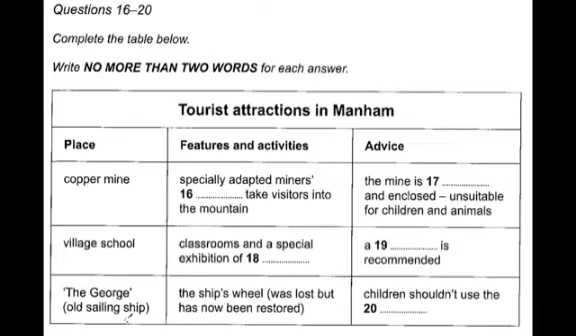 Questions 16–20
Complete the table below.
Write NO MORE THAN TWO WORDS for each answer.
Tourist attractions in Manham
Place
Features and activities
Advice
copper mine
specially adapted miners'
16 .................... take visitors into
the mountain
the mine is 17 ....................
and enclosed – unsuitable
for children and animals
village school
classrooms and a special
exhibition of 18 ....................
a 19 .................... is
recommended
'The George'
(old sailing ship)
the ship's wheel (was lost but
has now been restored)
children shouldn't use the
20 ....................